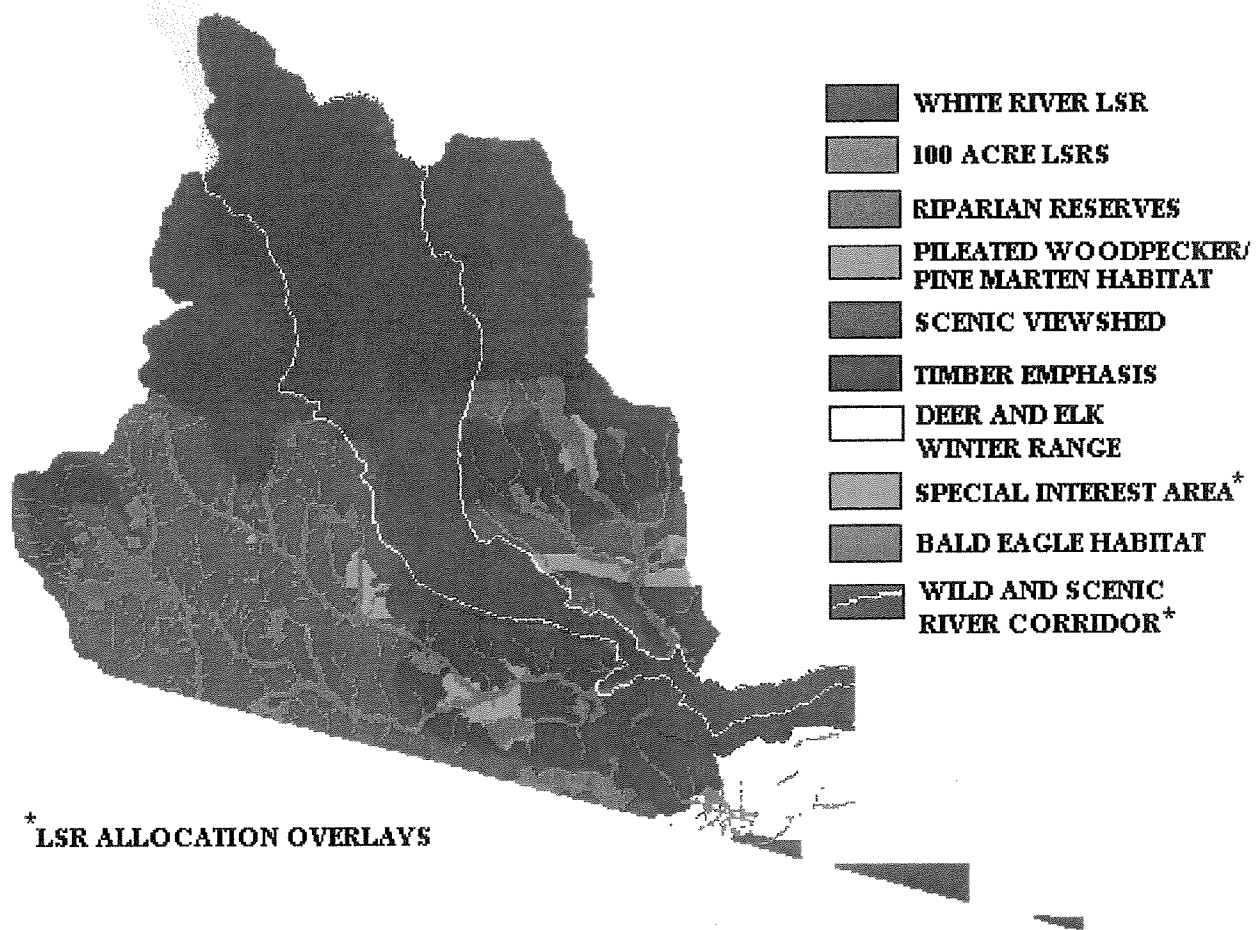 WHITE RIVER LSR
100 ACRE LSRS
RIPARIAN RESERVES
PILEATED WOODPECKER/
PINE MARTEN HABITAT
SCENIC VIEWSHED
TIMBER EMPHASIS
DEER AND ELK
WINTER RANGE
SPECIAL INTEREST AREA*
BALD EAGLE HABITAT
WILD AND SCENIC
RIVER CORRIDOR*
*LSR ALLOCATION OVERLAYS